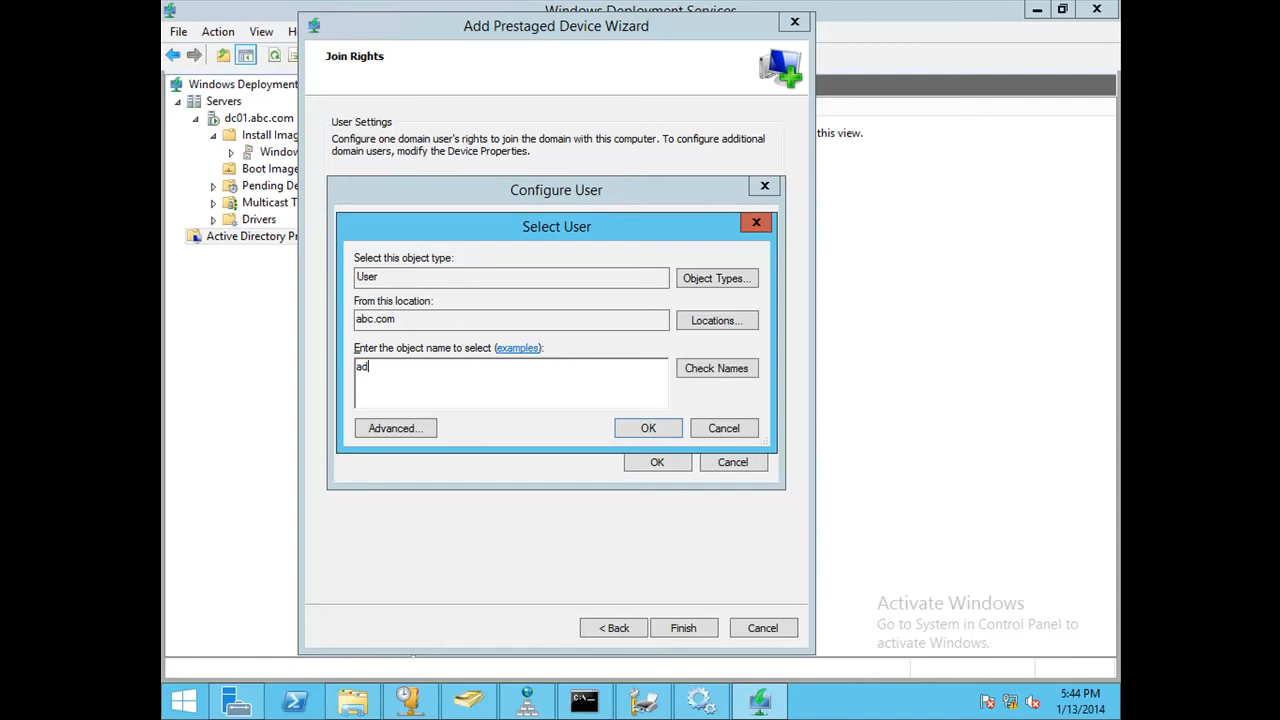 Windows Deployment Services
Add Prestaged Device Wizard
File Action View H
Join Rights
Windows Deployment
Servers
dc01.abc.com
Install Imag
Window
Boot Image
Pending De
Multicast T
Drivers
Active Directory Pr
this view.
User Settings
Configure one domain user's rights to join the domain with this computer. To configure additional
domain users, modify the Device Properties.
Configure User
Select User
Select this object type:
User
Object Types...
From this location:
abc.com
Locations...
Enter the object name to select (examples):
ad
Check Names
Advanced...
OK
Cancel
OK
Cancel
Activate Windows
Go to System in Control Panel to
activate Windows.
< Back
Finish
Cancel
5:44 PM
1/13/2014